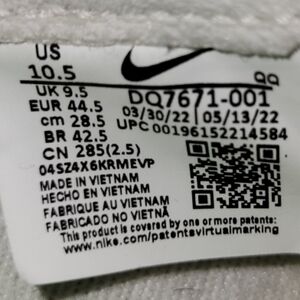 US
10.5
UK 9.5
EUR 44.5
cm 28.5
BR 42.5
CN 285(2.5)
QQ
DQ7671-001
03/30/22 05/13/22
UPC 00196152214584
04SZ4X6KRMEVP
MADE IN VIETNAM
HECHO EN VIETNAM
FABRIQUE AU VIETNAM
FABRICADO NO VIETNÃ
This product is covered by one or more patents:
www.nike.com/patentsvirtualmarking